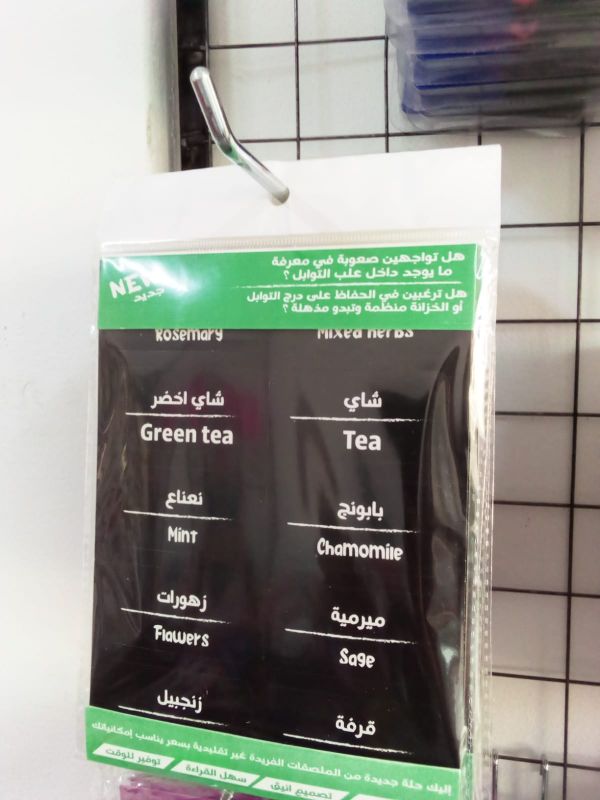 هل تواجهين صعوبة في معرفة
ما يوجد داخل علب التوابل ؟
هل ترغبين في الحفاظ على درج التوابل
أو الخزانة منظمة وتبدو مذهلة ؟
NEW
جديد
Mixed herbs
Rosemary
شاي
Tea
شاي اخضر
Green tea
بابونج
Chamomile
نعناع
Mint
ميرمية
Sage
زهورات
Flawers
قرفة
زنجبيل
إليك حلة جديدة من الملصقات الفريدة غير تقليدية بسعر يناسب إمكانياتك
تصميم انيق
سهل القراءة
توفير للوقت